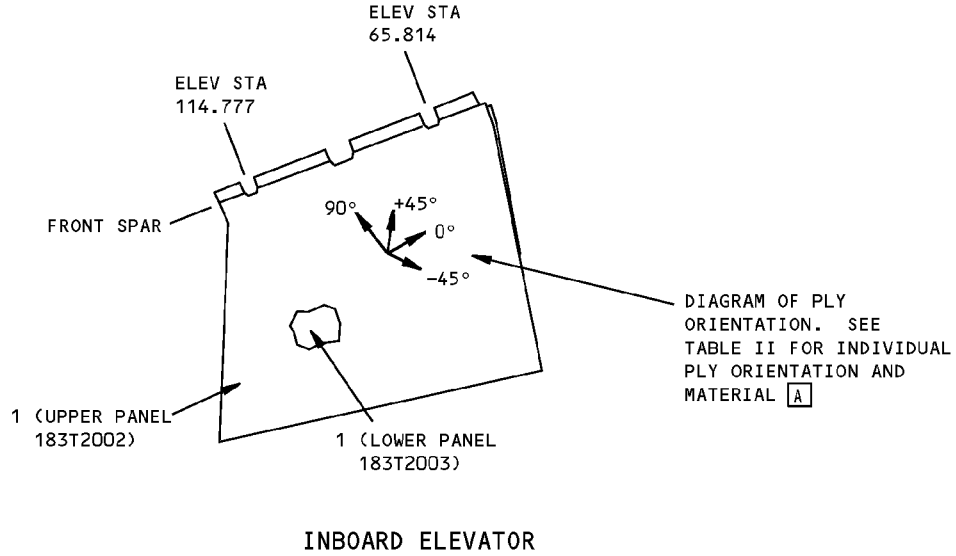 ELEV STA
65.814
ELEV STA
114.777
FRONT SPAR
90°
+45°
0°
-45°
DIAGRAM OF PLY
ORIENTATION. SEE
TABLE II FOR INDIVIDUAL
PLY ORIENTATION AND
MATERIAL A
1 (UPPER PANEL
183T2002)
1 (LOWER PANEL
183T2003)
INBOARD ELEVATOR